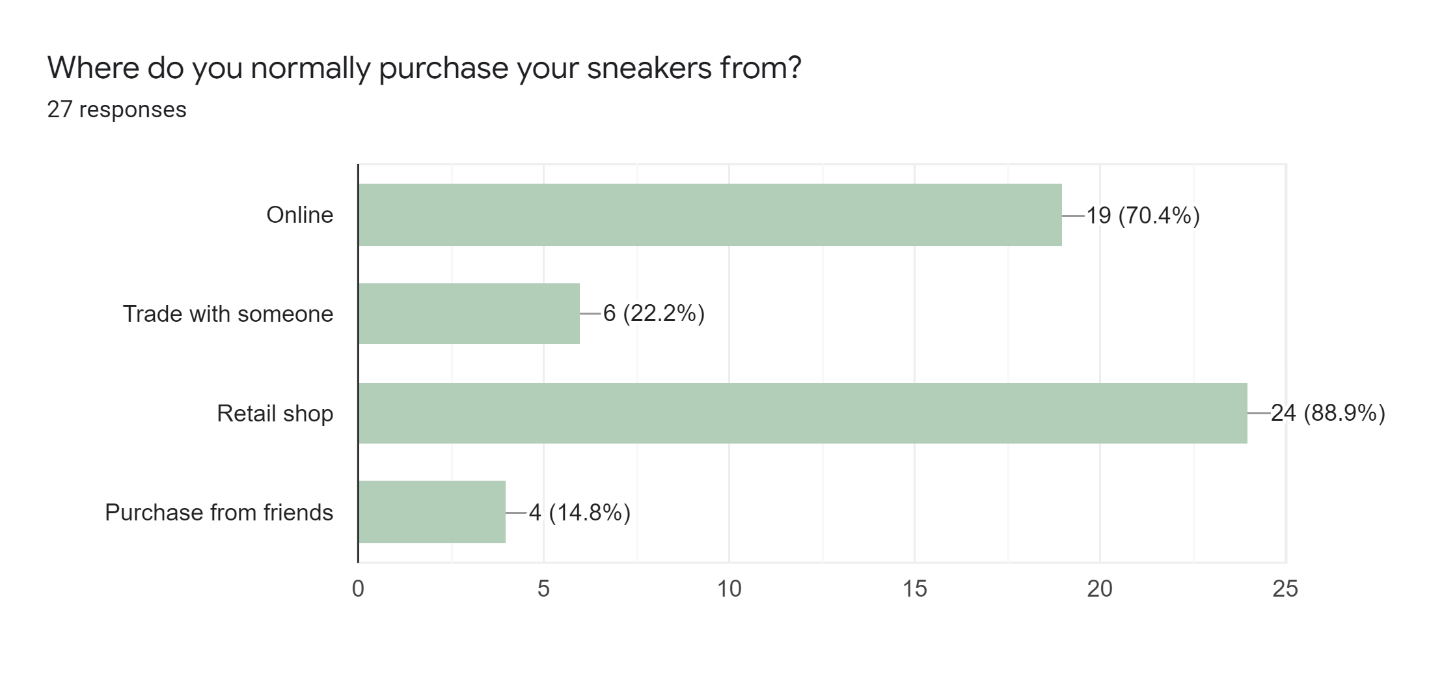 Where do you normally purchase your sneakers from?
27 responses
Online
19 (70.4%)
Trade with someone
6 (22.2%)
Retail shop
24 (88.9%)
Purchase from friends
4 (14.8%)
0 5 10 15 20 25